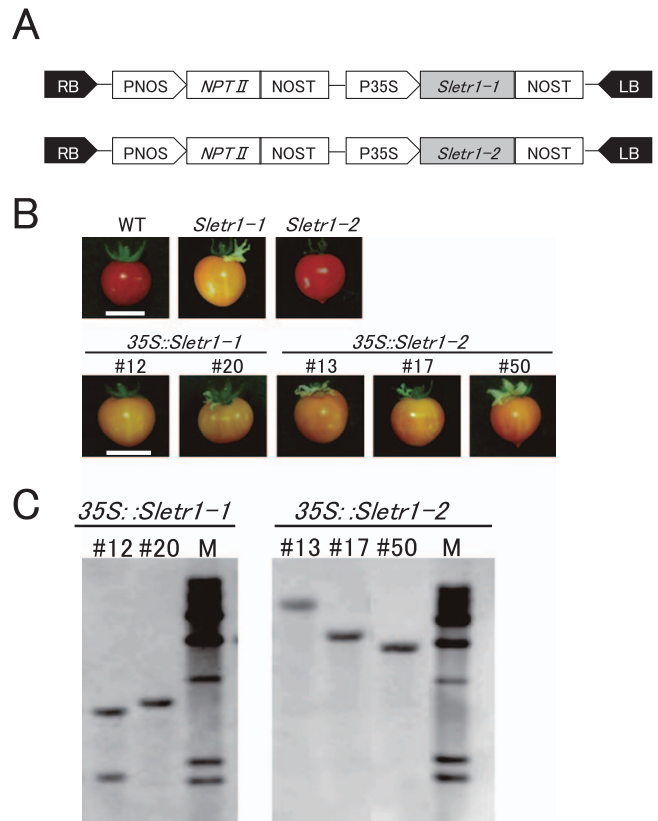 A
RB PNOS NPTⅡ NOST P35S Sletr1-1 NOST LB
RB PNOS NPTⅡ NOST P35S Sletr1-2 NOST LB
B
WT Sletr1-1 Sletr1-2
35S::Sletr1-1 35S::Sletr1-2
#12 #20 #13 #17 #50
C
35S::Sletr1-1 35S::Sletr1-2
#12 #20 M #13 #17 #50 M